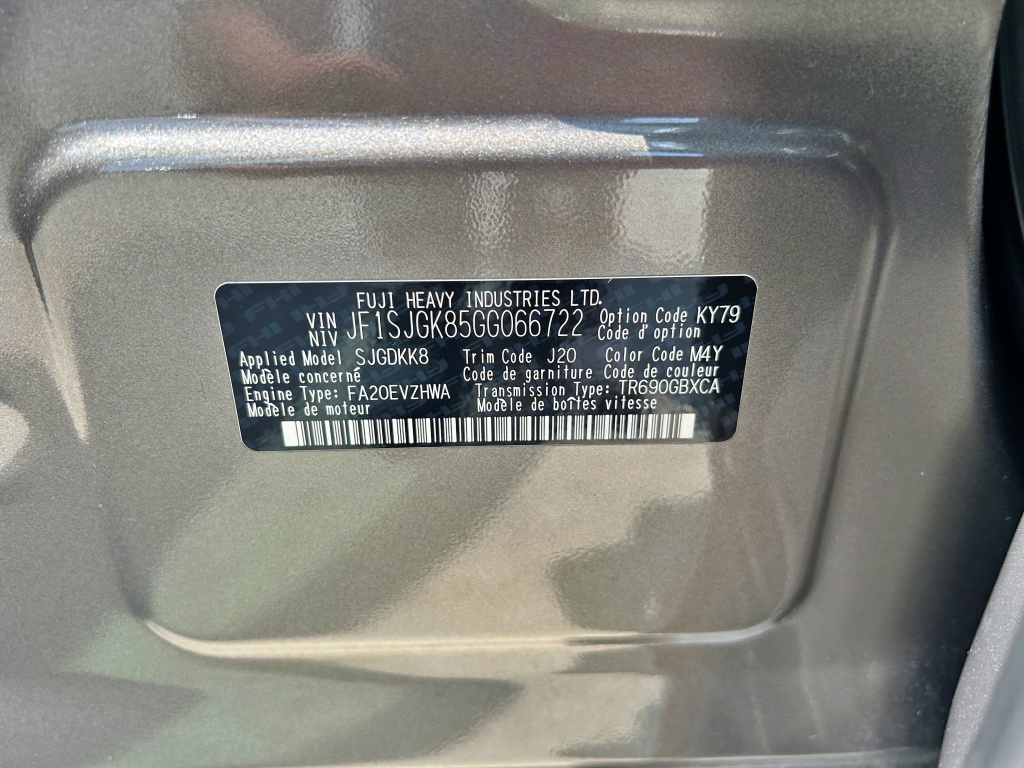 FUJI HEAVY INDUSTRIES LTD.
VIN NIV JF1SJGK85GG066722 Option Code Code d'option KY79
Applied Model SJGDKK8 Trim Code J20 Color Code M4Y
Modèle concerné Code de garniture Code de couleur
Engine Type: FA20EVZHWA Transmission Type: TR690GBXCA
Modèle de moteur Modèle de boîtes vitesse